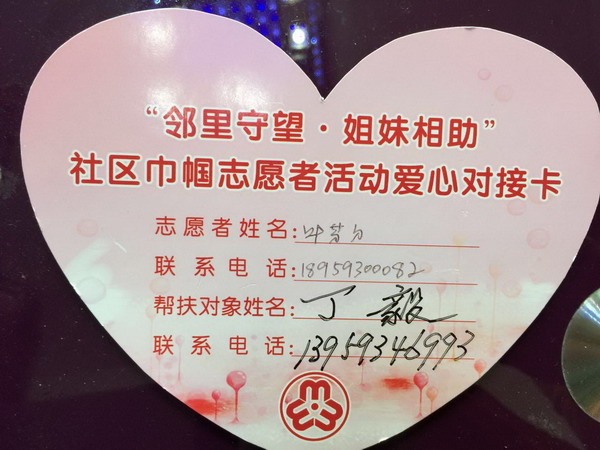 “邻里守望·姐妹相助”
社区巾帼志愿者活动爱心对接卡
志愿者姓名:叶
联系电话:18959300082
帮扶对象姓名:丁毅
联系电话:13959346993